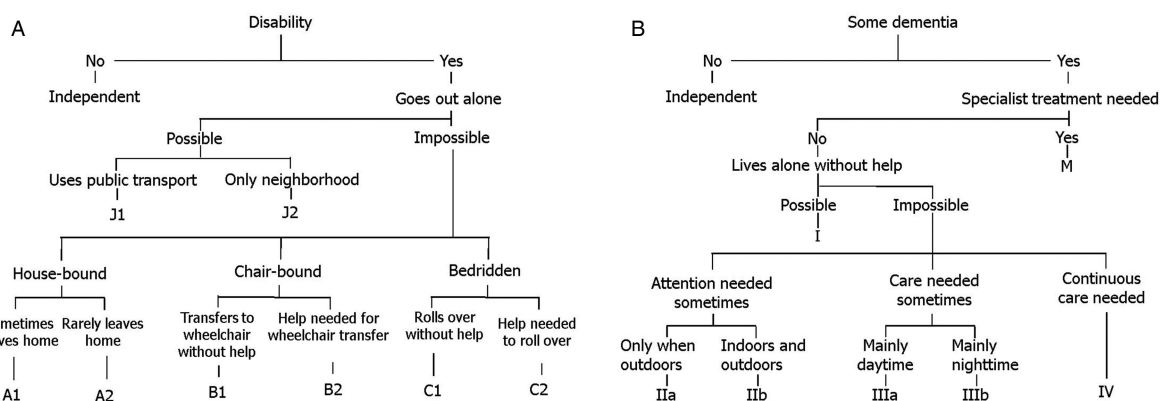 A
Disability
No
Yes
Independent
Goes out alone
Possible
Impossible
Uses public transport
Only neighborhood
J1
J2
House-bound
Chair-bound
Bedridden
metimes
ves home
Rarely leaves
home
Transfers to
wheelchair
without help
Help needed for
wheelchair transfer
Rolls over
without help
Help needed
to roll over
A1
A2
B1
B2
C1
C2
B
Some dementia
No
Yes
Independent
Specialist treatment needed
No
Yes
Lives alone without help
M
Possible
Impossible
I
Attention needed
sometimes
Care needed
sometimes
Continuous
care needed
Only when
outdoors
Indoors and
outdoors
Mainly
daytime
Mainly
nighttime
IIa
IIb
IIIa
IIIb
IV